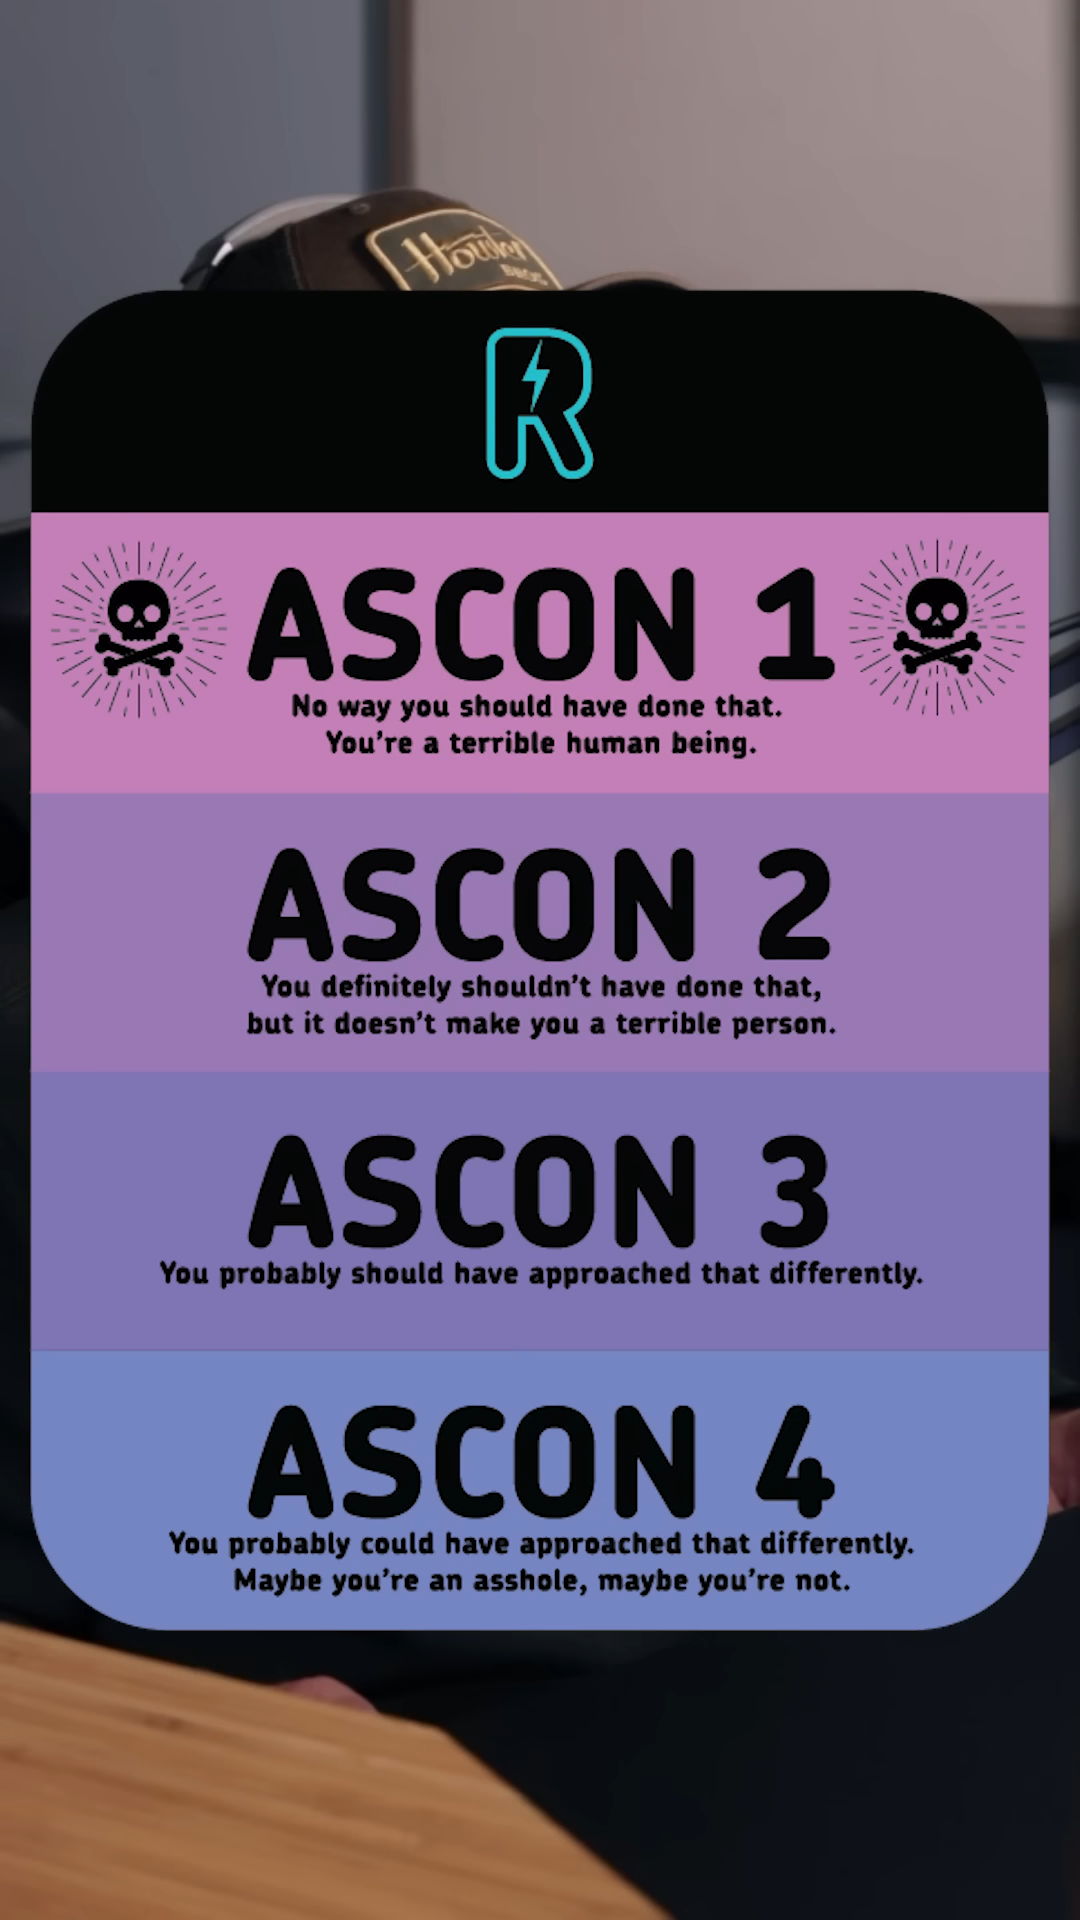 Howler
BROS
R
ASCON 1
No way you should have done that.
You're a terrible human being.
ASCON 2
You definitely shouldn't have done that,
but it doesn't make you a terrible person.
ASCON 3
You probably should have approached that differently.
ASCON 4
You probably could have approached that differently.
Maybe you're an asshole, maybe you're not.